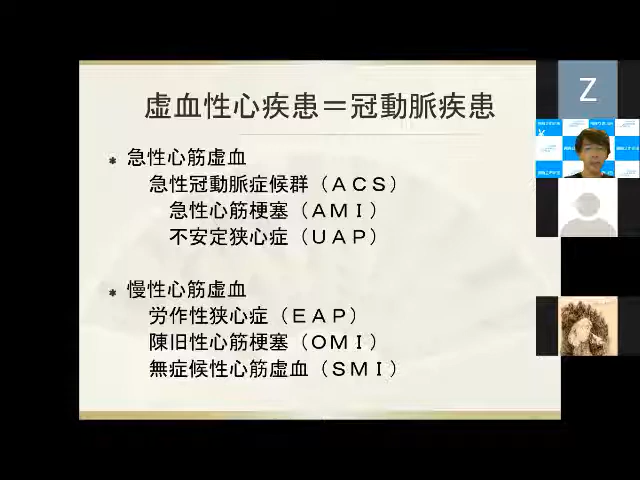 虚血性心疾患＝冠動脈疾患
* 急性心筋虚血
急性冠動脈症候群（ＡＣＳ）
急性心筋梗塞（ＡＭＩ）
不安定狭心症（ＵＡＰ）
* 慢性心筋虚血
労作性狭心症（ＥＡＰ）
陳旧性心筋梗塞（ＯＭＩ）
無症候性心筋虚血（ＳＭＩ）
Z